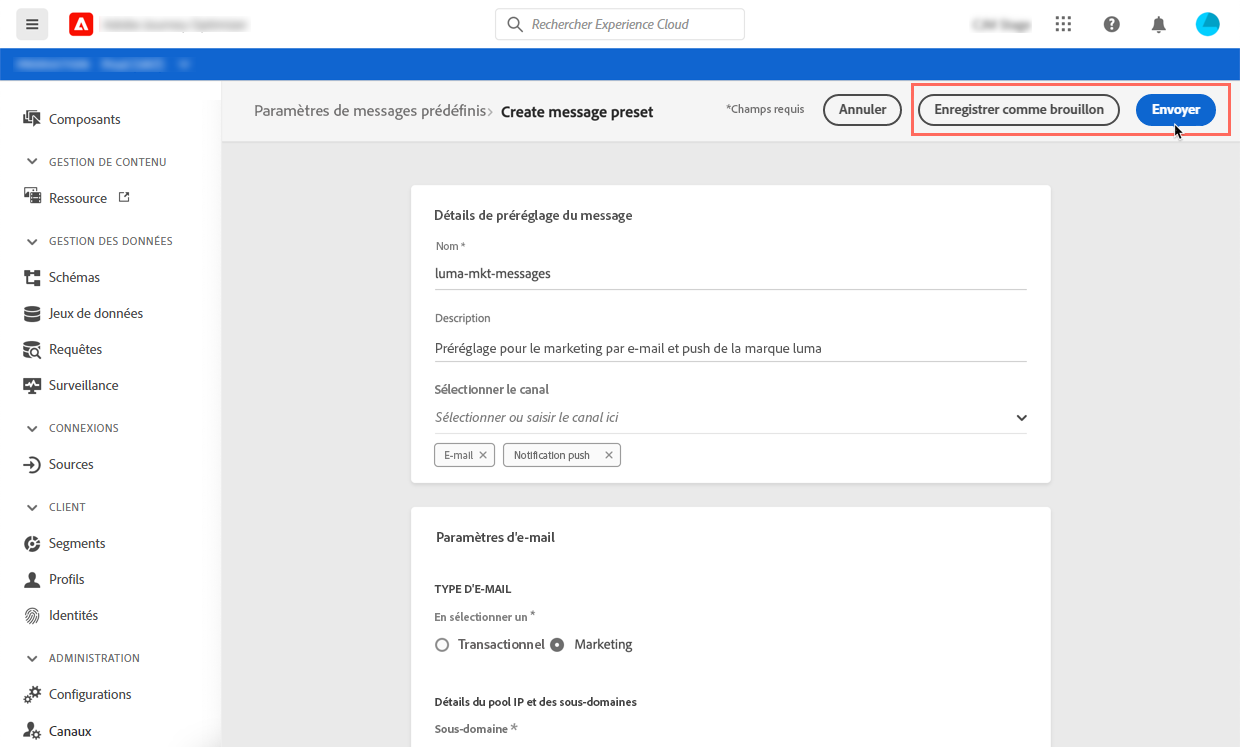 Rechercher Experience Cloud
Paramètres de messages prédéfinis› Create message preset
*Champs requis
Annuler
Enregistrer comme brouillon
Envoyer
Composants
GESTION DE CONTENU
Ressource
GESTION DES DONNÉES
Schémas
Jeux de données
Requêtes
Surveillance
CONNEXIONS
Sources
CLIENT
Segments
Profils
Identités
ADMINISTRATION
Configurations
Canaux
Détails de préréglage du message
Nom *
luma-mkt-messages
Description
Préréglage pour le marketing par e-mail et push de la marque luma
Sélectionner le canal
Sélectionner ou saisir le canal ici
E-mail
Notification push
Paramètres d'e-mail
TYPE D'E-MAIL
En sélectionner un *
Transactionnel
Marketing
Détails du pool IP et des sous-domaines
Sous-domaine *